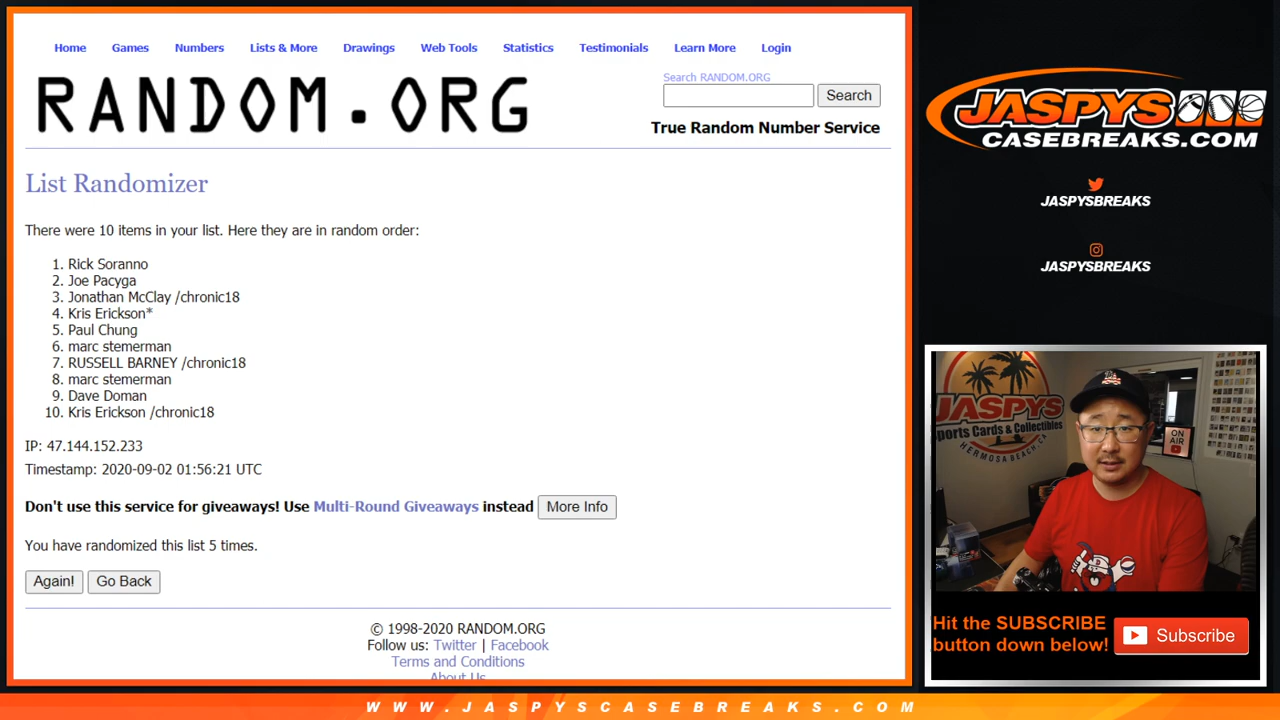 Home Games Numbers Lists & More Drawings Web Tools Statistics Testimonials Learn More Login
RANDOM.ORG
Search RANDOM.ORG
Search
True Random Number Service
List Randomizer
There were 10 items in your list. Here they are in random order:
1. Rick Soranno
2. Joe Pacyga
3. Jonathan McClay /chronic18
4. Kris Erickson*
5. Paul Chung
6. marc stemerman
7. RUSSELL BARNEY /chronic18
8. marc stemerman
9. Dave Doman
10. Kris Erickson /chronic18
IP: 47.144.152.233
Timestamp: 2020-09-02 01:56:21 UTC
Don't use this service for giveaways! Use Multi-Round Giveaways instead More Info
You have randomized this list 5 times.
Again! Go Back
© 1998-2020 RANDOM.ORG
Follow us: Twitter | Facebook
Terms and Conditions
About Us
JASPYS
CASEBREAKS.COM
JASPYSBREAKS
JASPYSBREAKS
JASPYS
Sports Cards & Collectibles
HERMOSA BEACH, CA
ON
AIR
Hit the SUBSCRIBE
button down below!
Subscribe
WWW.JASPYSCASEBREAKS.COM